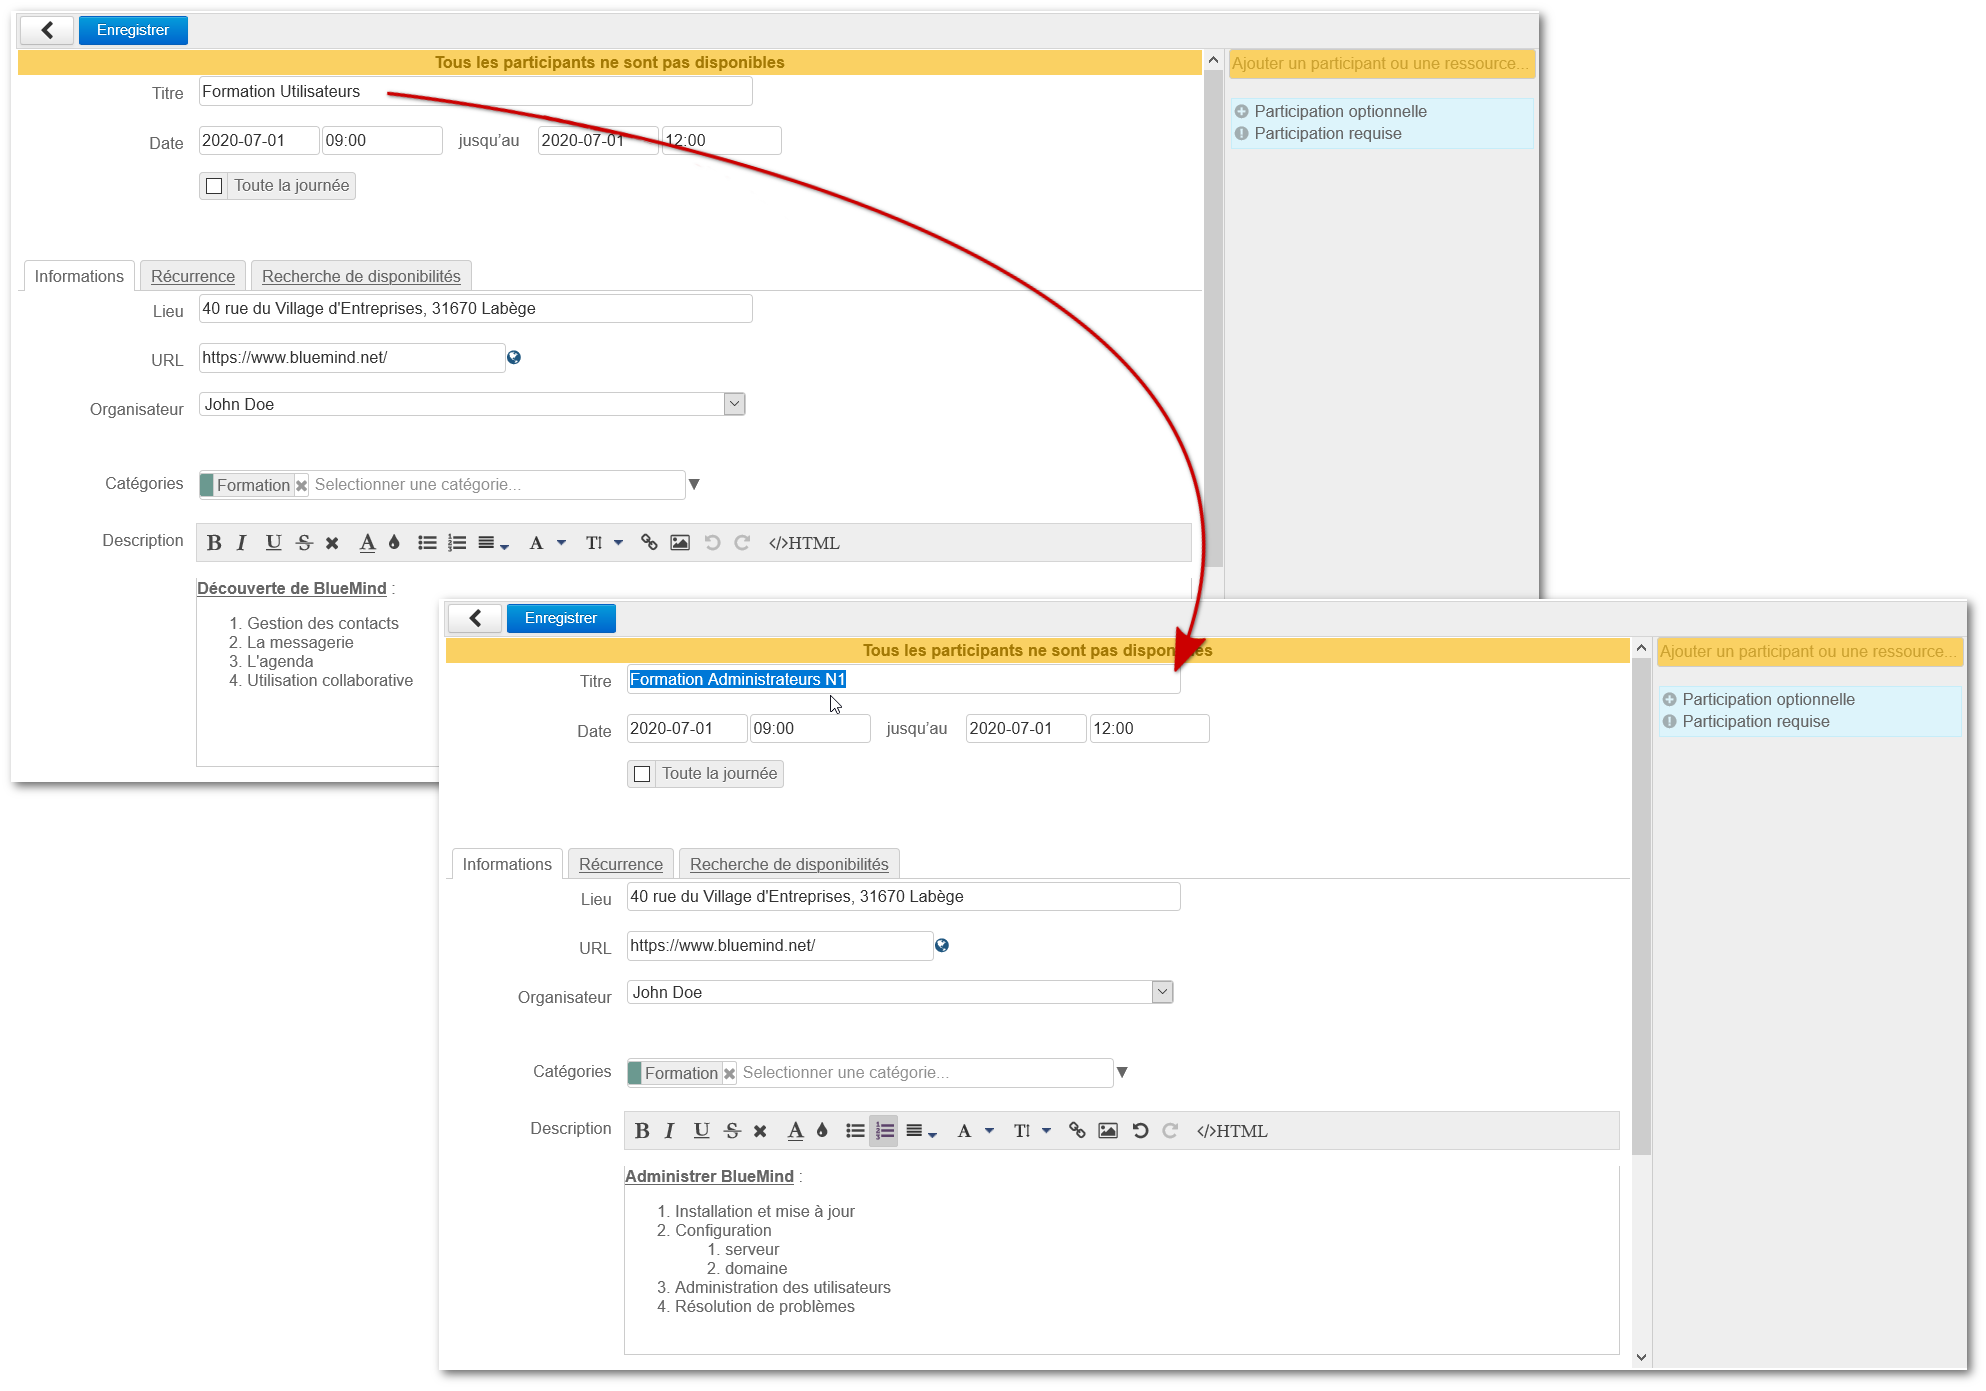 Enregistrer
Tous les participants ne sont pas disponibles
Ajouter un participant ou une ressource...
Titre Formation Utilisateurs
Participation optionnelle
Participation requise
Date 2020-07-01 09:00 jusqu'au 2020-07-01 12:00
Toute la journée
Informations Récurrence Recherche de disponibilités
Lieu 40 rue du Village d'Entreprises, 31670 Labège
URL https://www.bluemind.net/
Organisateur John Doe
Catégories Formation Selectionner une catégorie...
Description B I U S A A T </>HTML
Découverte de BlueMind :
1. Gestion des contacts
2. La messagerie
3. L'agenda
4. Utilisation collaborative
Enregistrer
Tous les participants ne sont pas disponibles
Ajouter un participant ou une ressource...
Titre Formation Administrateurs N1
Participation optionnelle
Participation requise
Date 2020-07-01 09:00 jusqu'au 2020-07-01 12:00
Toute la journée
Informations Récurrence Recherche de disponibilités
Lieu 40 rue du Village d'Entreprises, 31670 Labège
URL https://www.bluemind.net/
Organisateur John Doe
Catégories Formation Selectionner une catégorie...
Description B I U S A A T </>HTML
Administrer BlueMind :
1. Installation et mise à jour
2. Configuration
1. serveur
2. domaine
3. Administration des utilisateurs
4. Résolution de problèmes